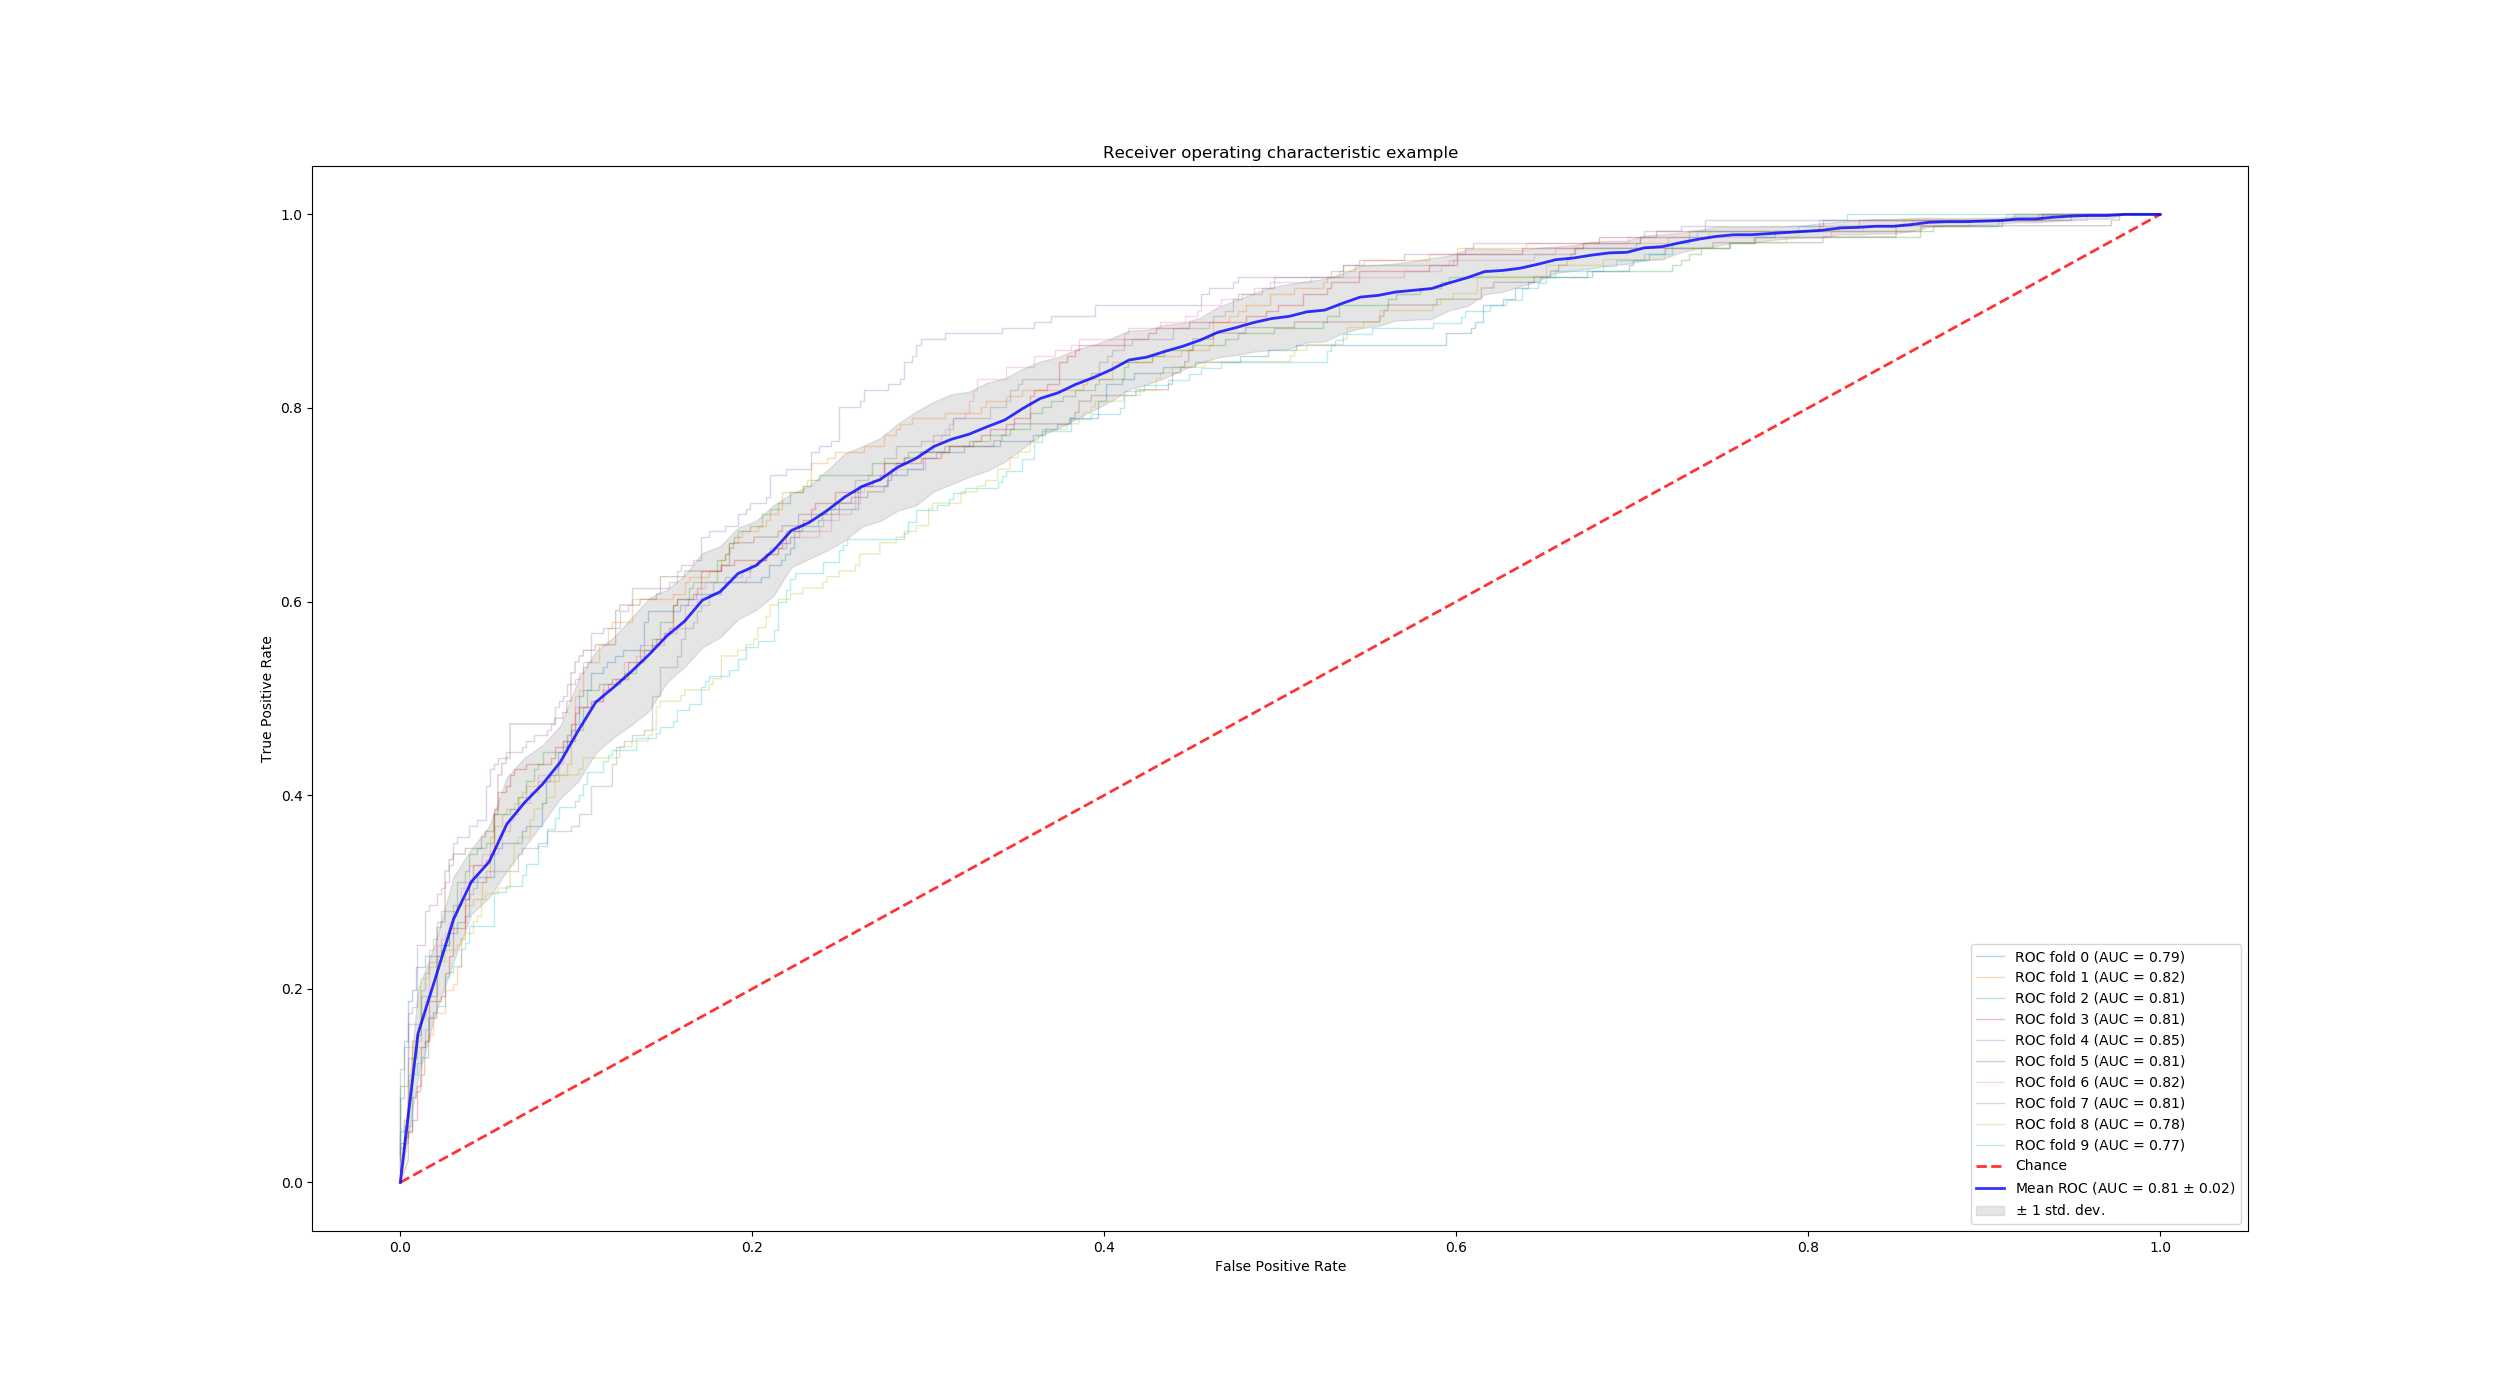 Receiver operating characteristic example
True Positive Rate
1.0
0.8
0.6
0.4
0.2
0.0
ROC fold 0 (AUC = 0.79)
ROC fold 1 (AUC = 0.82)
ROC fold 2 (AUC = 0.81)
ROC fold 3 (AUC = 0.81)
ROC fold 4 (AUC = 0.85)
ROC fold 5 (AUC = 0.81)
ROC fold 6 (AUC = 0.82)
ROC fold 7 (AUC = 0.81)
ROC fold 8 (AUC = 0.78)
ROC fold 9 (AUC = 0.77)
Chance
Mean ROC (AUC = 0.81 ± 0.02)
± 1 std. dev.
0.0 0.2 0.4 0.6 0.8 1.0
False Positive Rate